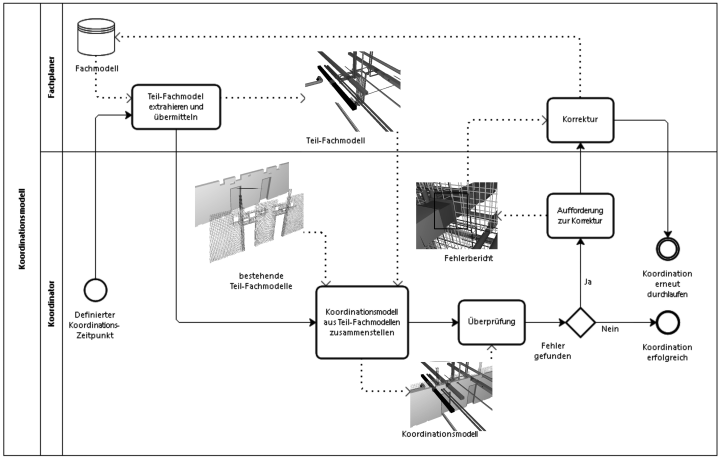 Koordinationsmodell
Fachplaner
Koordinator
Fachmodell
Teil-Fachmodel
extrahieren und
übermitteln
Teil-Fachmodell
Korrektur
bestehende
Teil-Fachmodelle
Fehlerbericht
Aufforderung
zur Korrektur
Koordination
erneut
durchlaufen
Definierter
Koordinations-
Zeitpunkt
Koordinationsmodell
aus Teil-Fachmodellen
zusammenstellen
Überprüfung
Fehler
gefunden
Ja
Nein
Koordination
erfolgreich
Koordinationsmodell